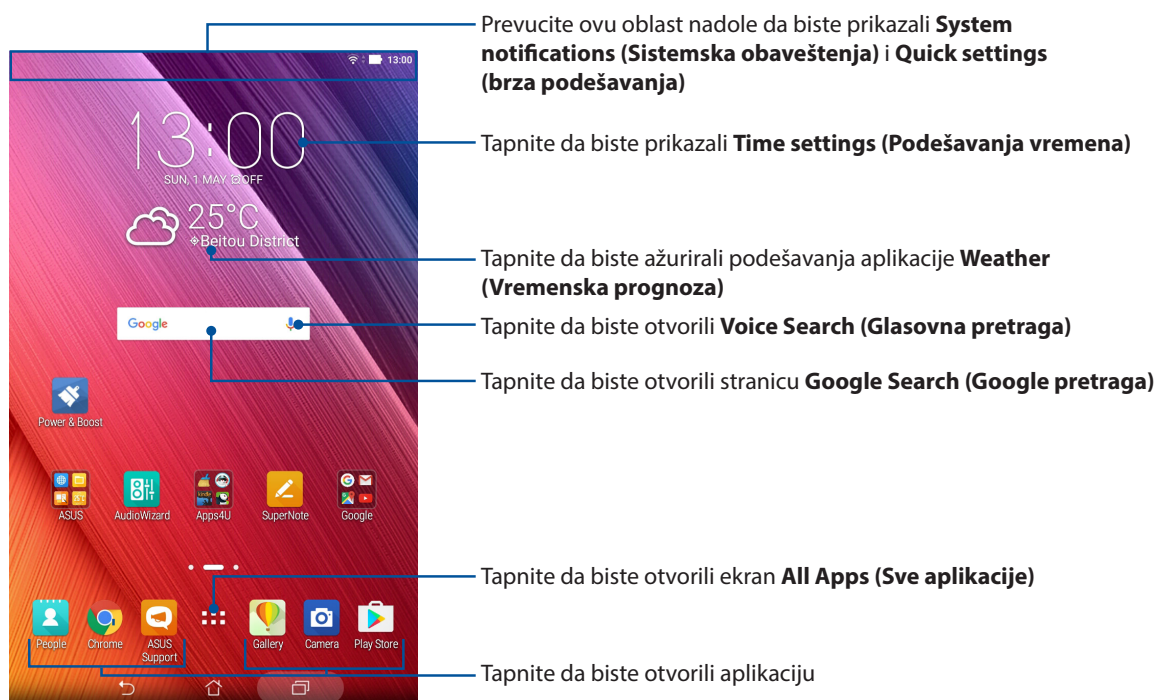 Prevucite ovu oblast nadole da biste prikazali System
notifications (Sistemska obaveštenja) i Quick settings
(brza podešavanja)
13:00
13:00
SUN, 1 MAY OFF
Tapnite da biste prikazali Time settings (Podešavanja vremena)
25°C
Beitou District
Tapnite da biste ažurirali podešavanja aplikacije Weather
(Vremenska prognoza)
Google
Tapnite da biste otvorili Voice Search (Glasovna pretraga)
Tapnite da biste otvorili stranicu Google Search (Google pretraga)
Power & Boost
ASUS
AudioWizard
Apps4U
SuperNote
Google
Tapnite da biste otvorili ekran All Apps (Sve aplikacije)
People
Chrome
ASUS
Support
Gallery
Camera
Play Store
Tapnite da biste otvorili aplikaciju